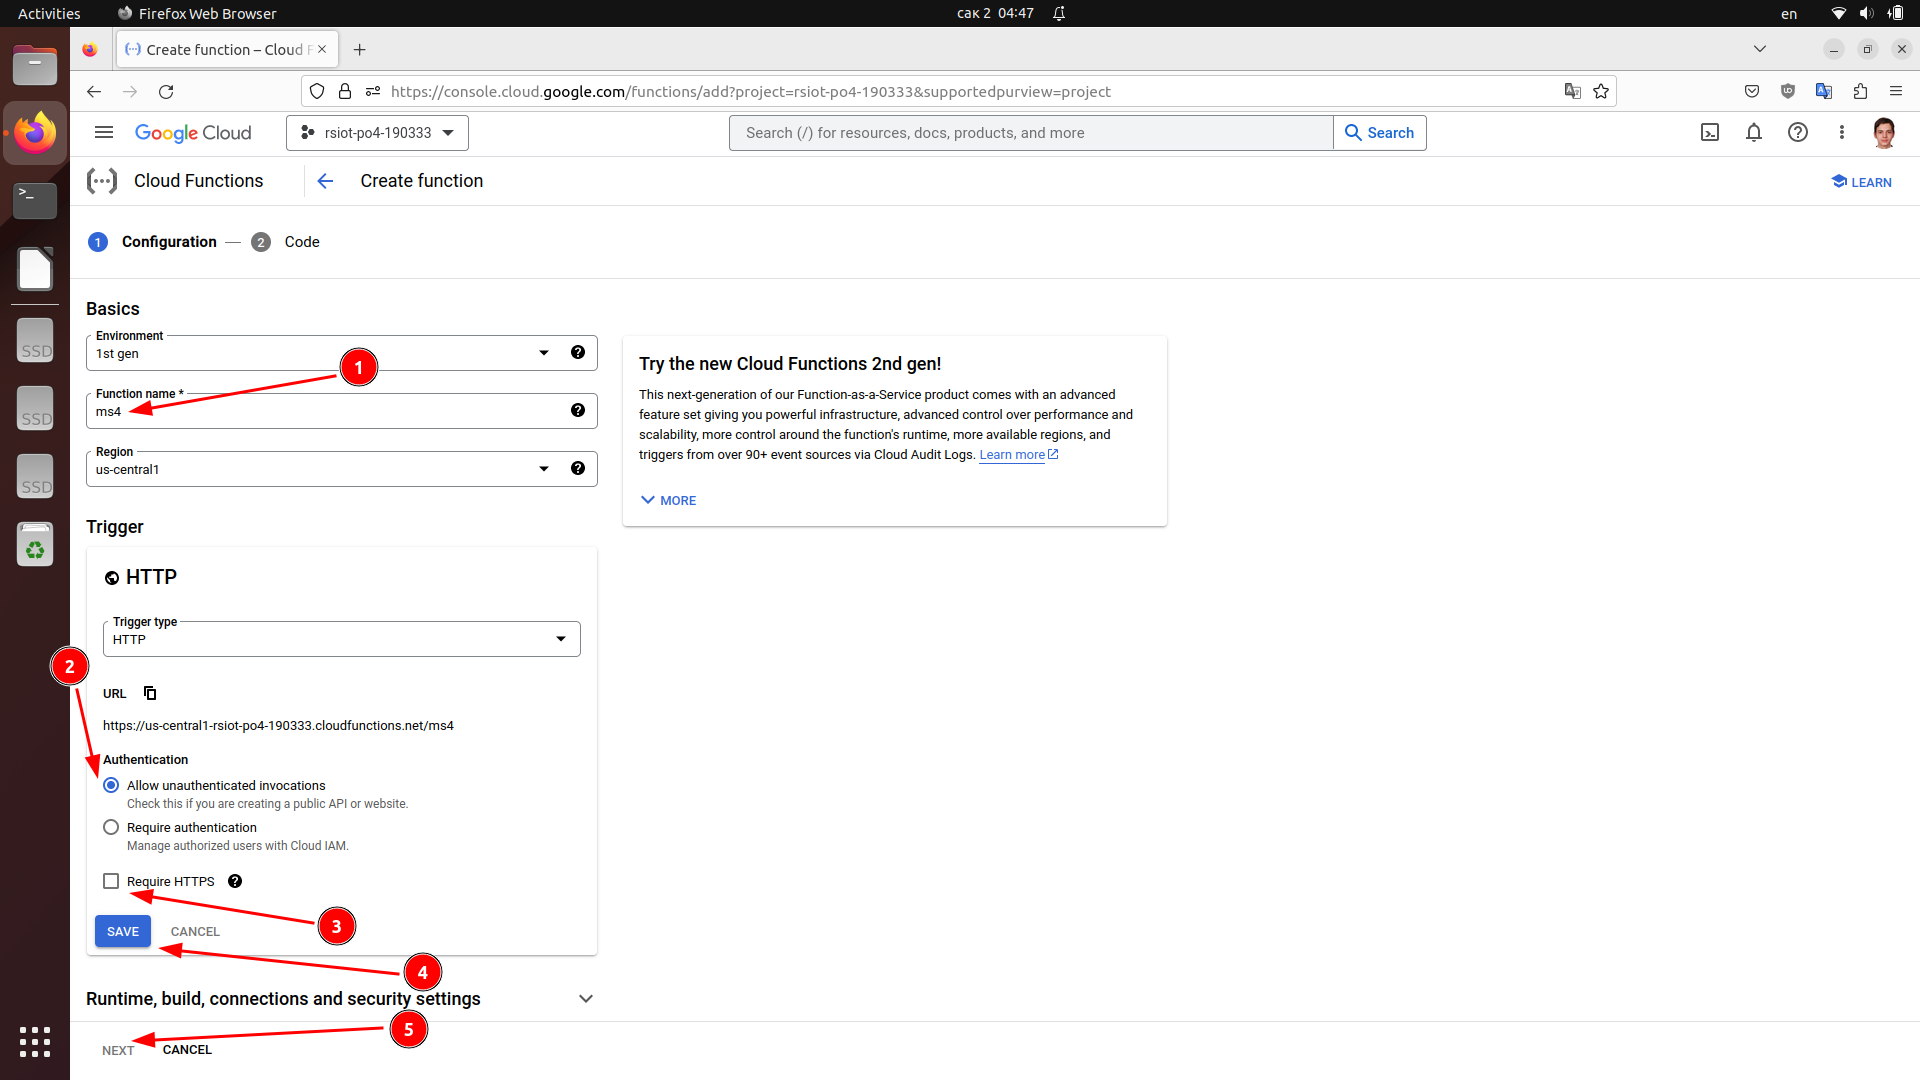 Activities
Firefox Web Browser
сак 2 04:47
en
Create function – Cloud F
https://console.cloud.google.com/functions/add?project=rsiot-po4-190333&supportedpurview=project
Google Cloud
rsiot-po4-190333
Search (/) for resources, docs, products, and more
Search
Cloud Functions
Create function
LEARN
1 Configuration — 2 Code
Basics
Environment
1st gen
1
Function name *
ms4
Region
us-central1
Try the new Cloud Functions 2nd gen!
This next-generation of our Function-as-a-Service product comes with an advanced
feature set giving you powerful infrastructure, advanced control over performance and
scalability, more control around the function's runtime, more available regions, and
triggers from over 90+ event sources via Cloud Audit Logs. Learn more
MORE
SSD
SSD
SSD
Trigger
HTTP
Trigger type
HTTP
2
URL
https://us-central1-rsiot-po4-190333.cloudfunctions.net/ms4
Authentication
Allow unauthenticated invocations
Check this if you are creating a public API or website.
Require authentication
Manage authorized users with Cloud IAM.
Require HTTPS
3
SAVE
CANCEL
4
Runtime, build, connections and security settings
5
NEXT
CANCEL